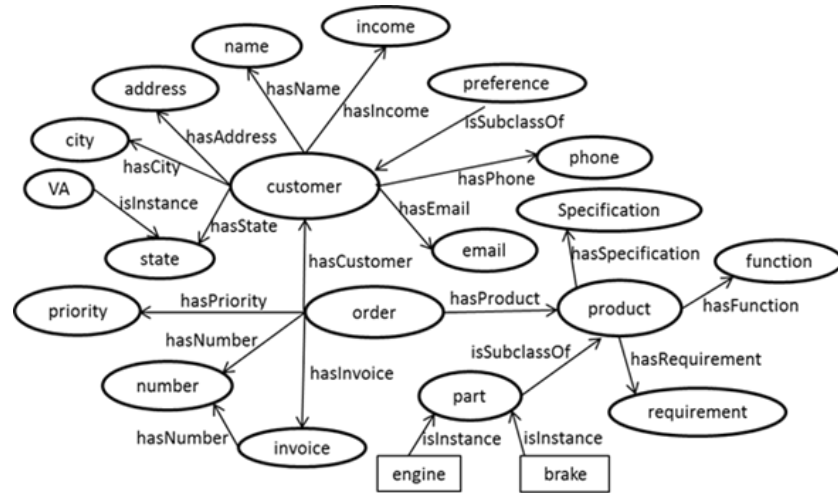 income
name
hasName
hasIncome
address
preference
isSubclassOf
hasAddress
city
hasCity
phone
customer
hasPhone
VA
isInstance
hasEmail
Specification
hasState
state
email
hasSpecification
function
hasCustomer
hasPriority
priority
order
hasProduct
product
hasFunction
hasNumber
isSubclassOf
hasRequirement
hasInvoice
number
part
requirement
hasNumber
invoice
isInstance
isInstance
engine
brake